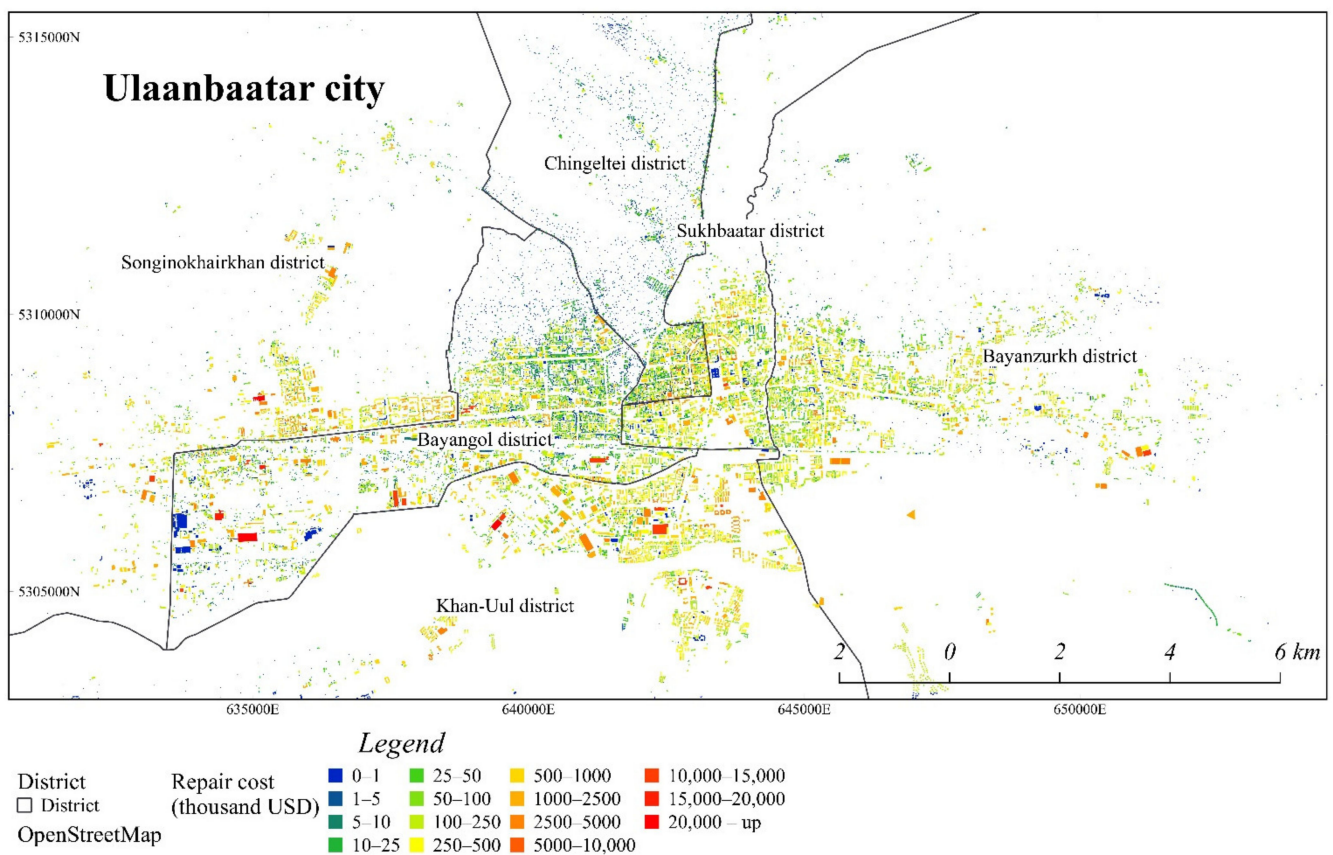 5315000N
Ulaanbaatar city
Chingeltei district
Sukhbaatar district
Songinokhairkhan district
5310000N
Bayanzurkh district
Bayangol district
5305000N
Khan-Uul district
2 0 2 4 6 km
635000E 640000E 645000E 650000E
Legend
District
District
OpenStreetMap
Repair cost
(thousand USD)
0–1
1–5
5–10
10–25
25–50
50–100
100–250
250–500
500–1000
1000–2500
2500–5000
5000–10,000
10,000–15,000
15,000–20,000
20,000 – up